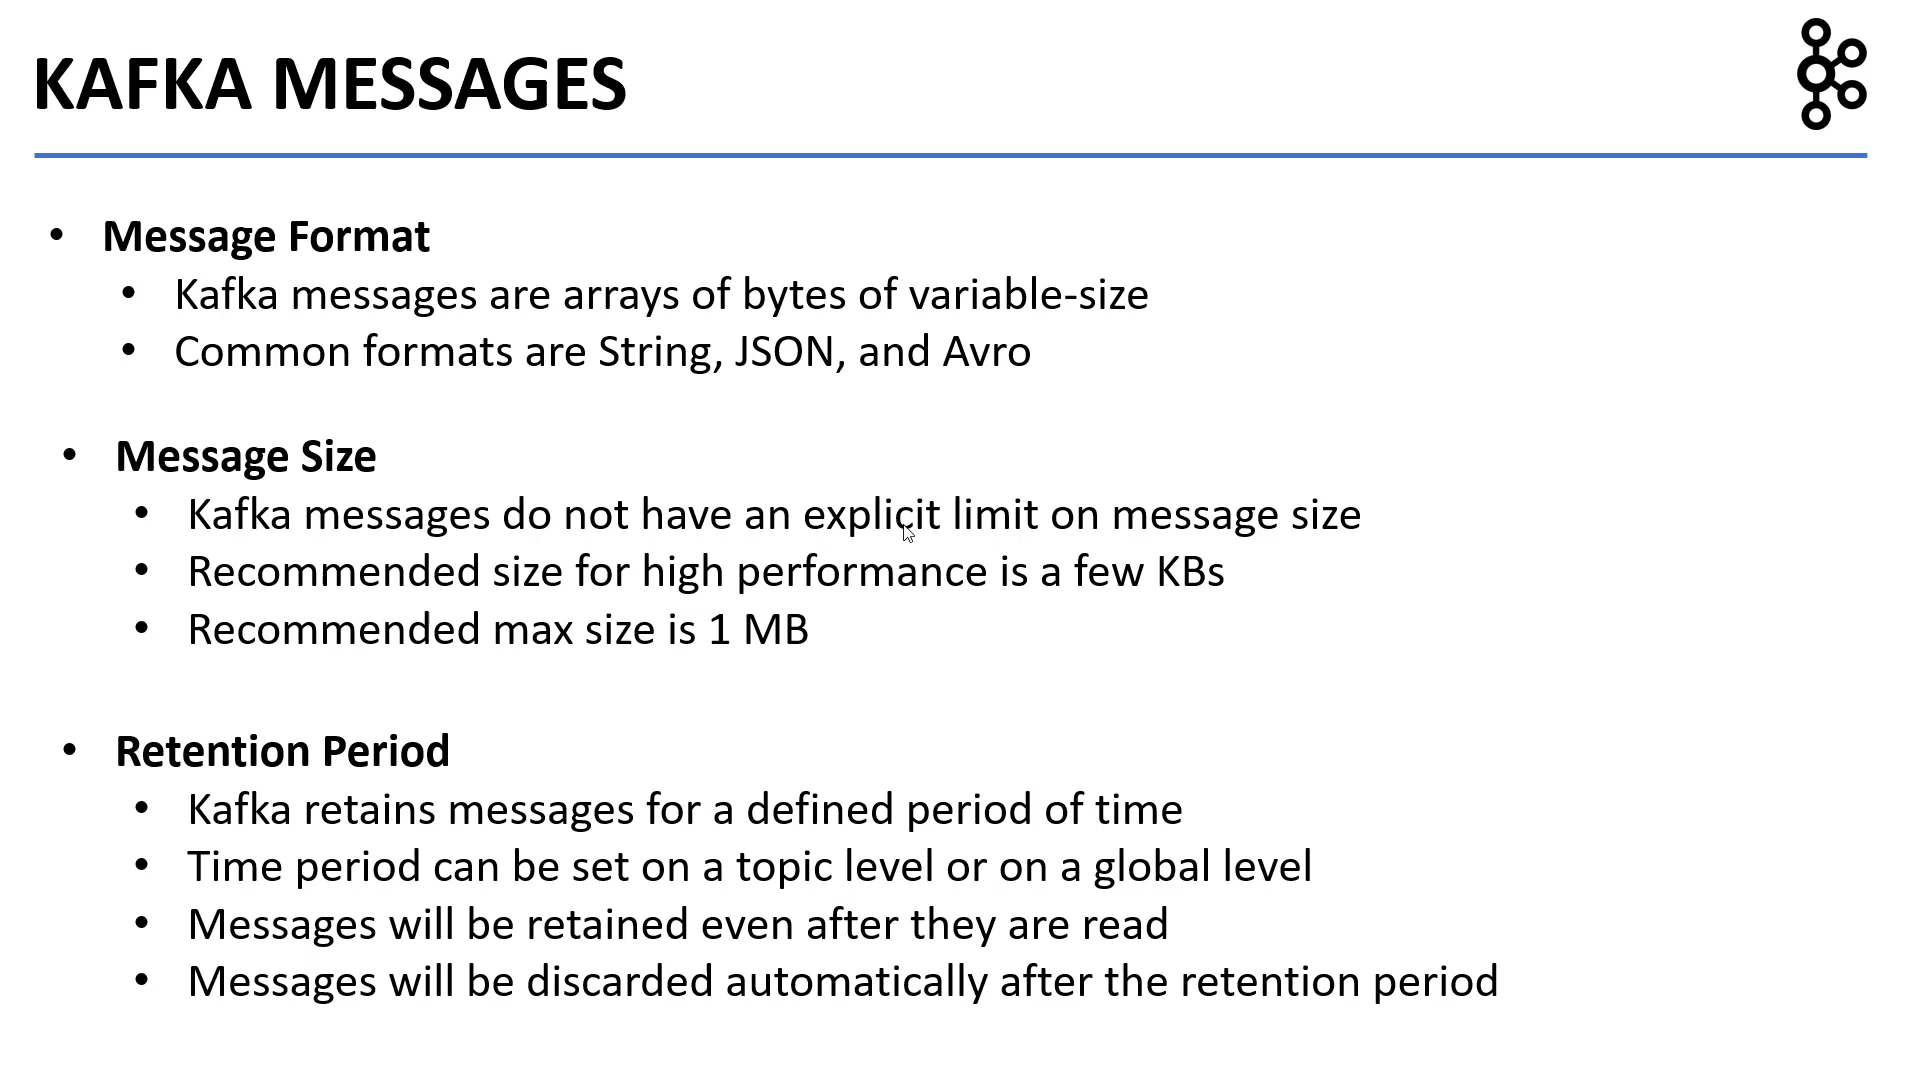 KAFKA MESSAGES
• Message Format
• Kafka messages are arrays of bytes of variable-size
• Common formats are String, JSON, and Avro
• Message Size
• Kafka messages do not have an explicit limit on message size
• Recommended size for high performance is a few KBs
• Recommended max size is 1 MB
• Retention Period
• Kafka retains messages for a defined period of time
• Time period can be set on a topic level or on a global level
• Messages will be retained even after they are read
• Messages will be discarded automatically after the retention period